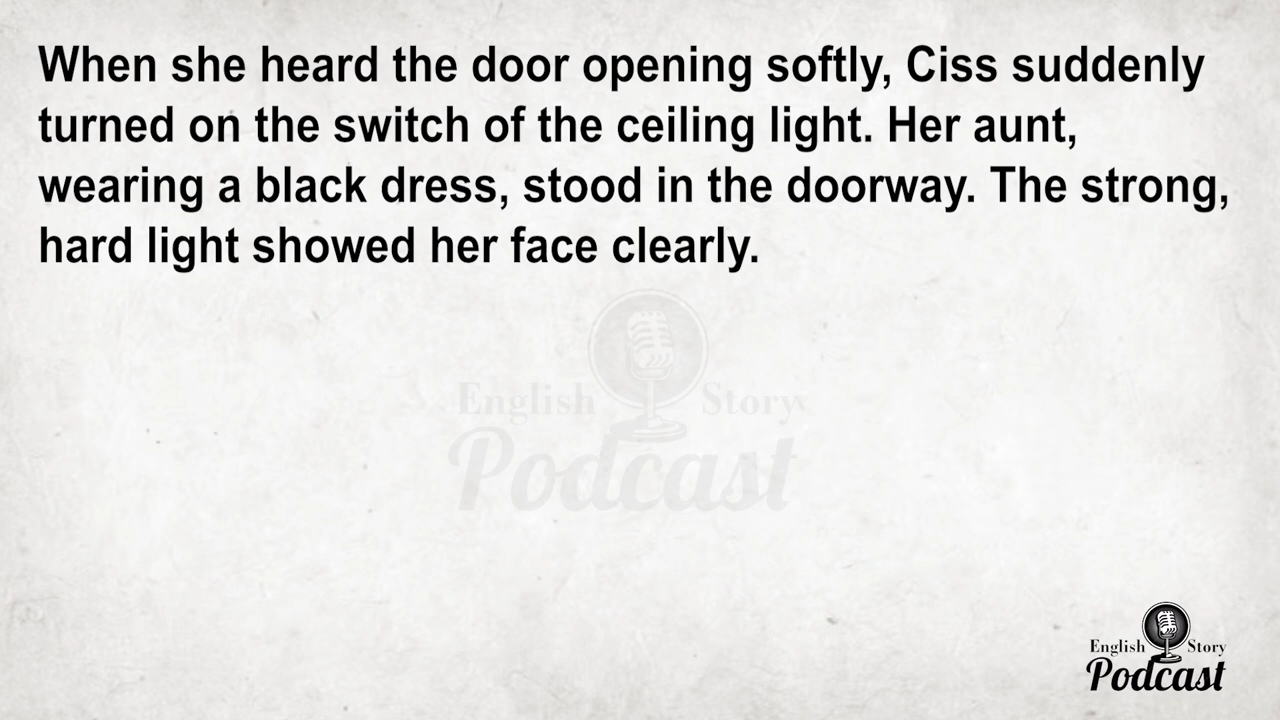 When she heard the door opening softly, Ciss suddenly
turned on the switch of the ceiling light. Her aunt,
wearing a black dress, stood in the doorway. The strong,
hard light showed her face clearly.
English Story
Podcast
English Story
Podcast